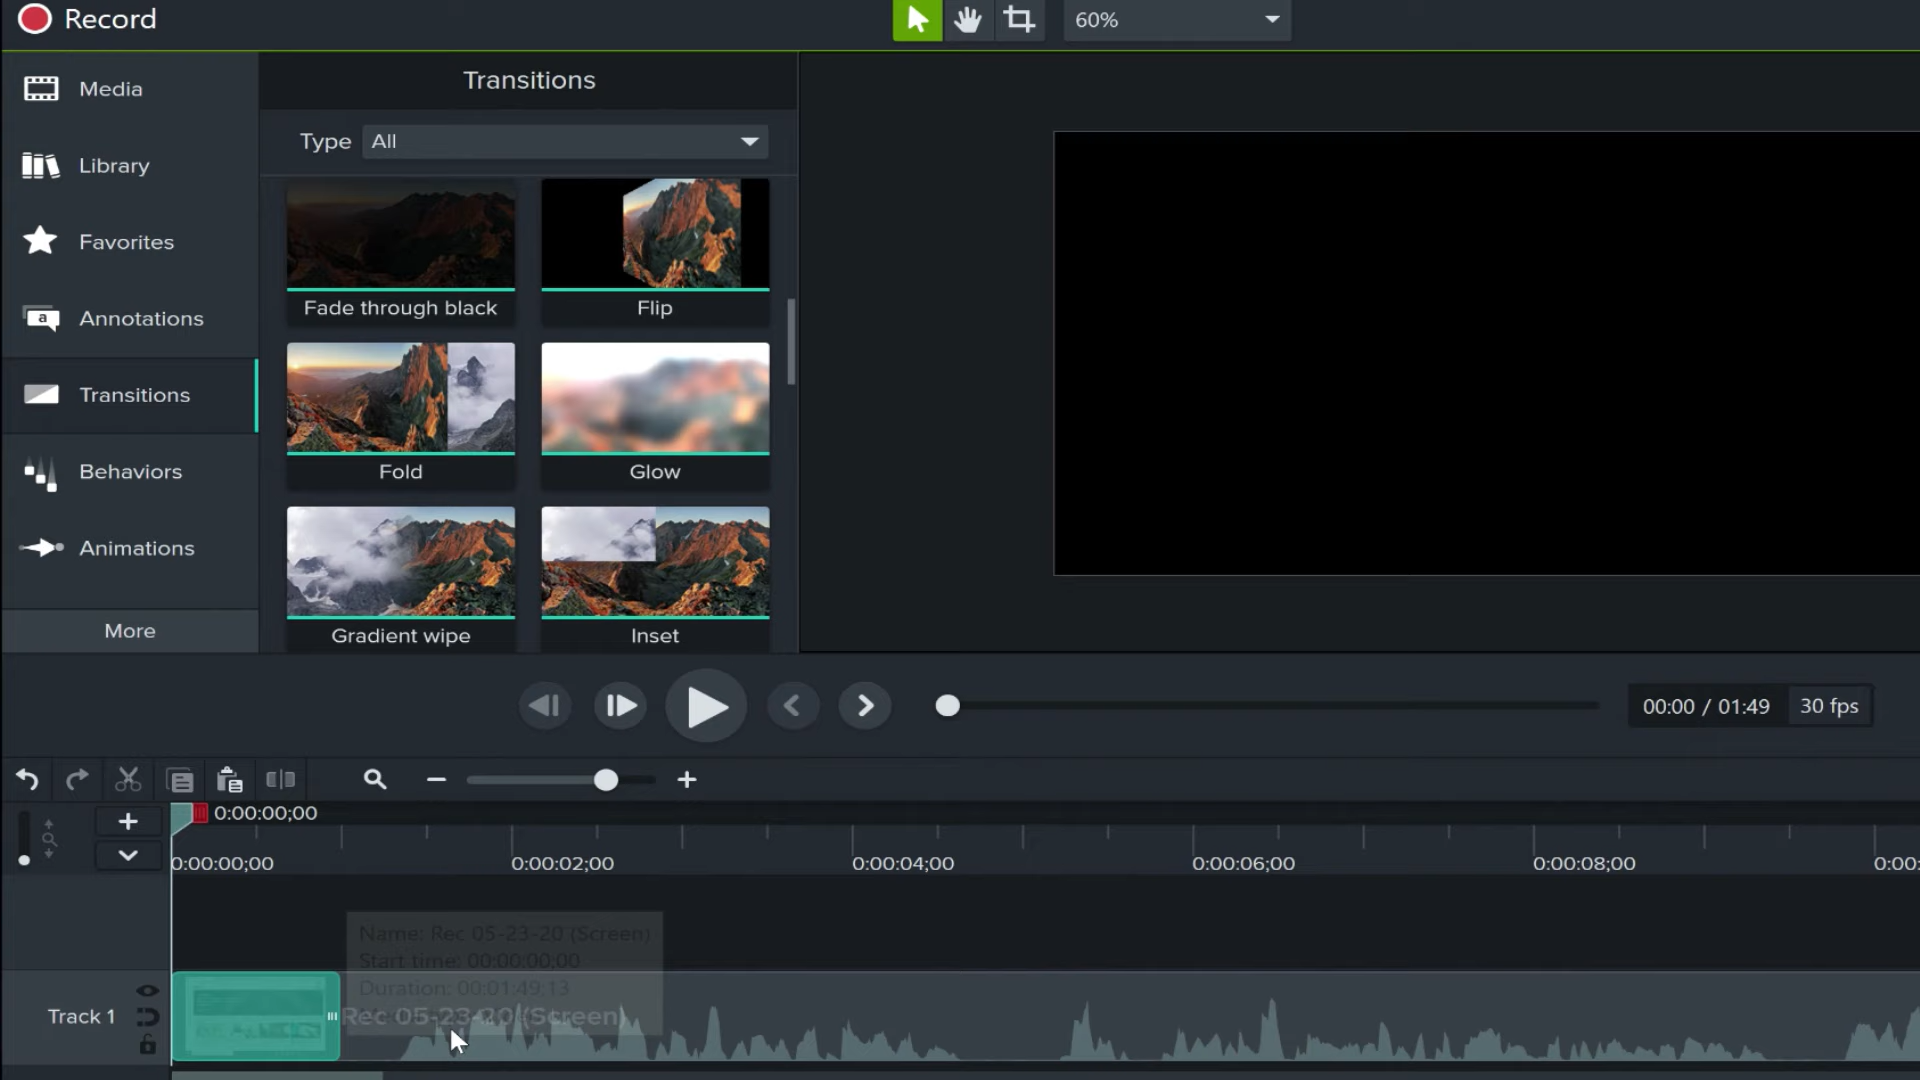 Record
60%
Media
Library
Favorites
Annotations
Transitions
Behaviors
Animations
More
Transitions
Type
All
Fade through black
Flip
Fold
Glow
Gradient wipe
Inset
00:00 / 01:49
30 fps
0:00:00;00
0:00:00;00
0:00:02;00
0:00:04;00
0:00:06;00
0:00:08;00
0:00:
Name: Rec 05-23-20 (Screen)
Start time: 00:00:00;00
Duration: 00:01:49;13
Track 1
Rec 05-23-20 (Screen)